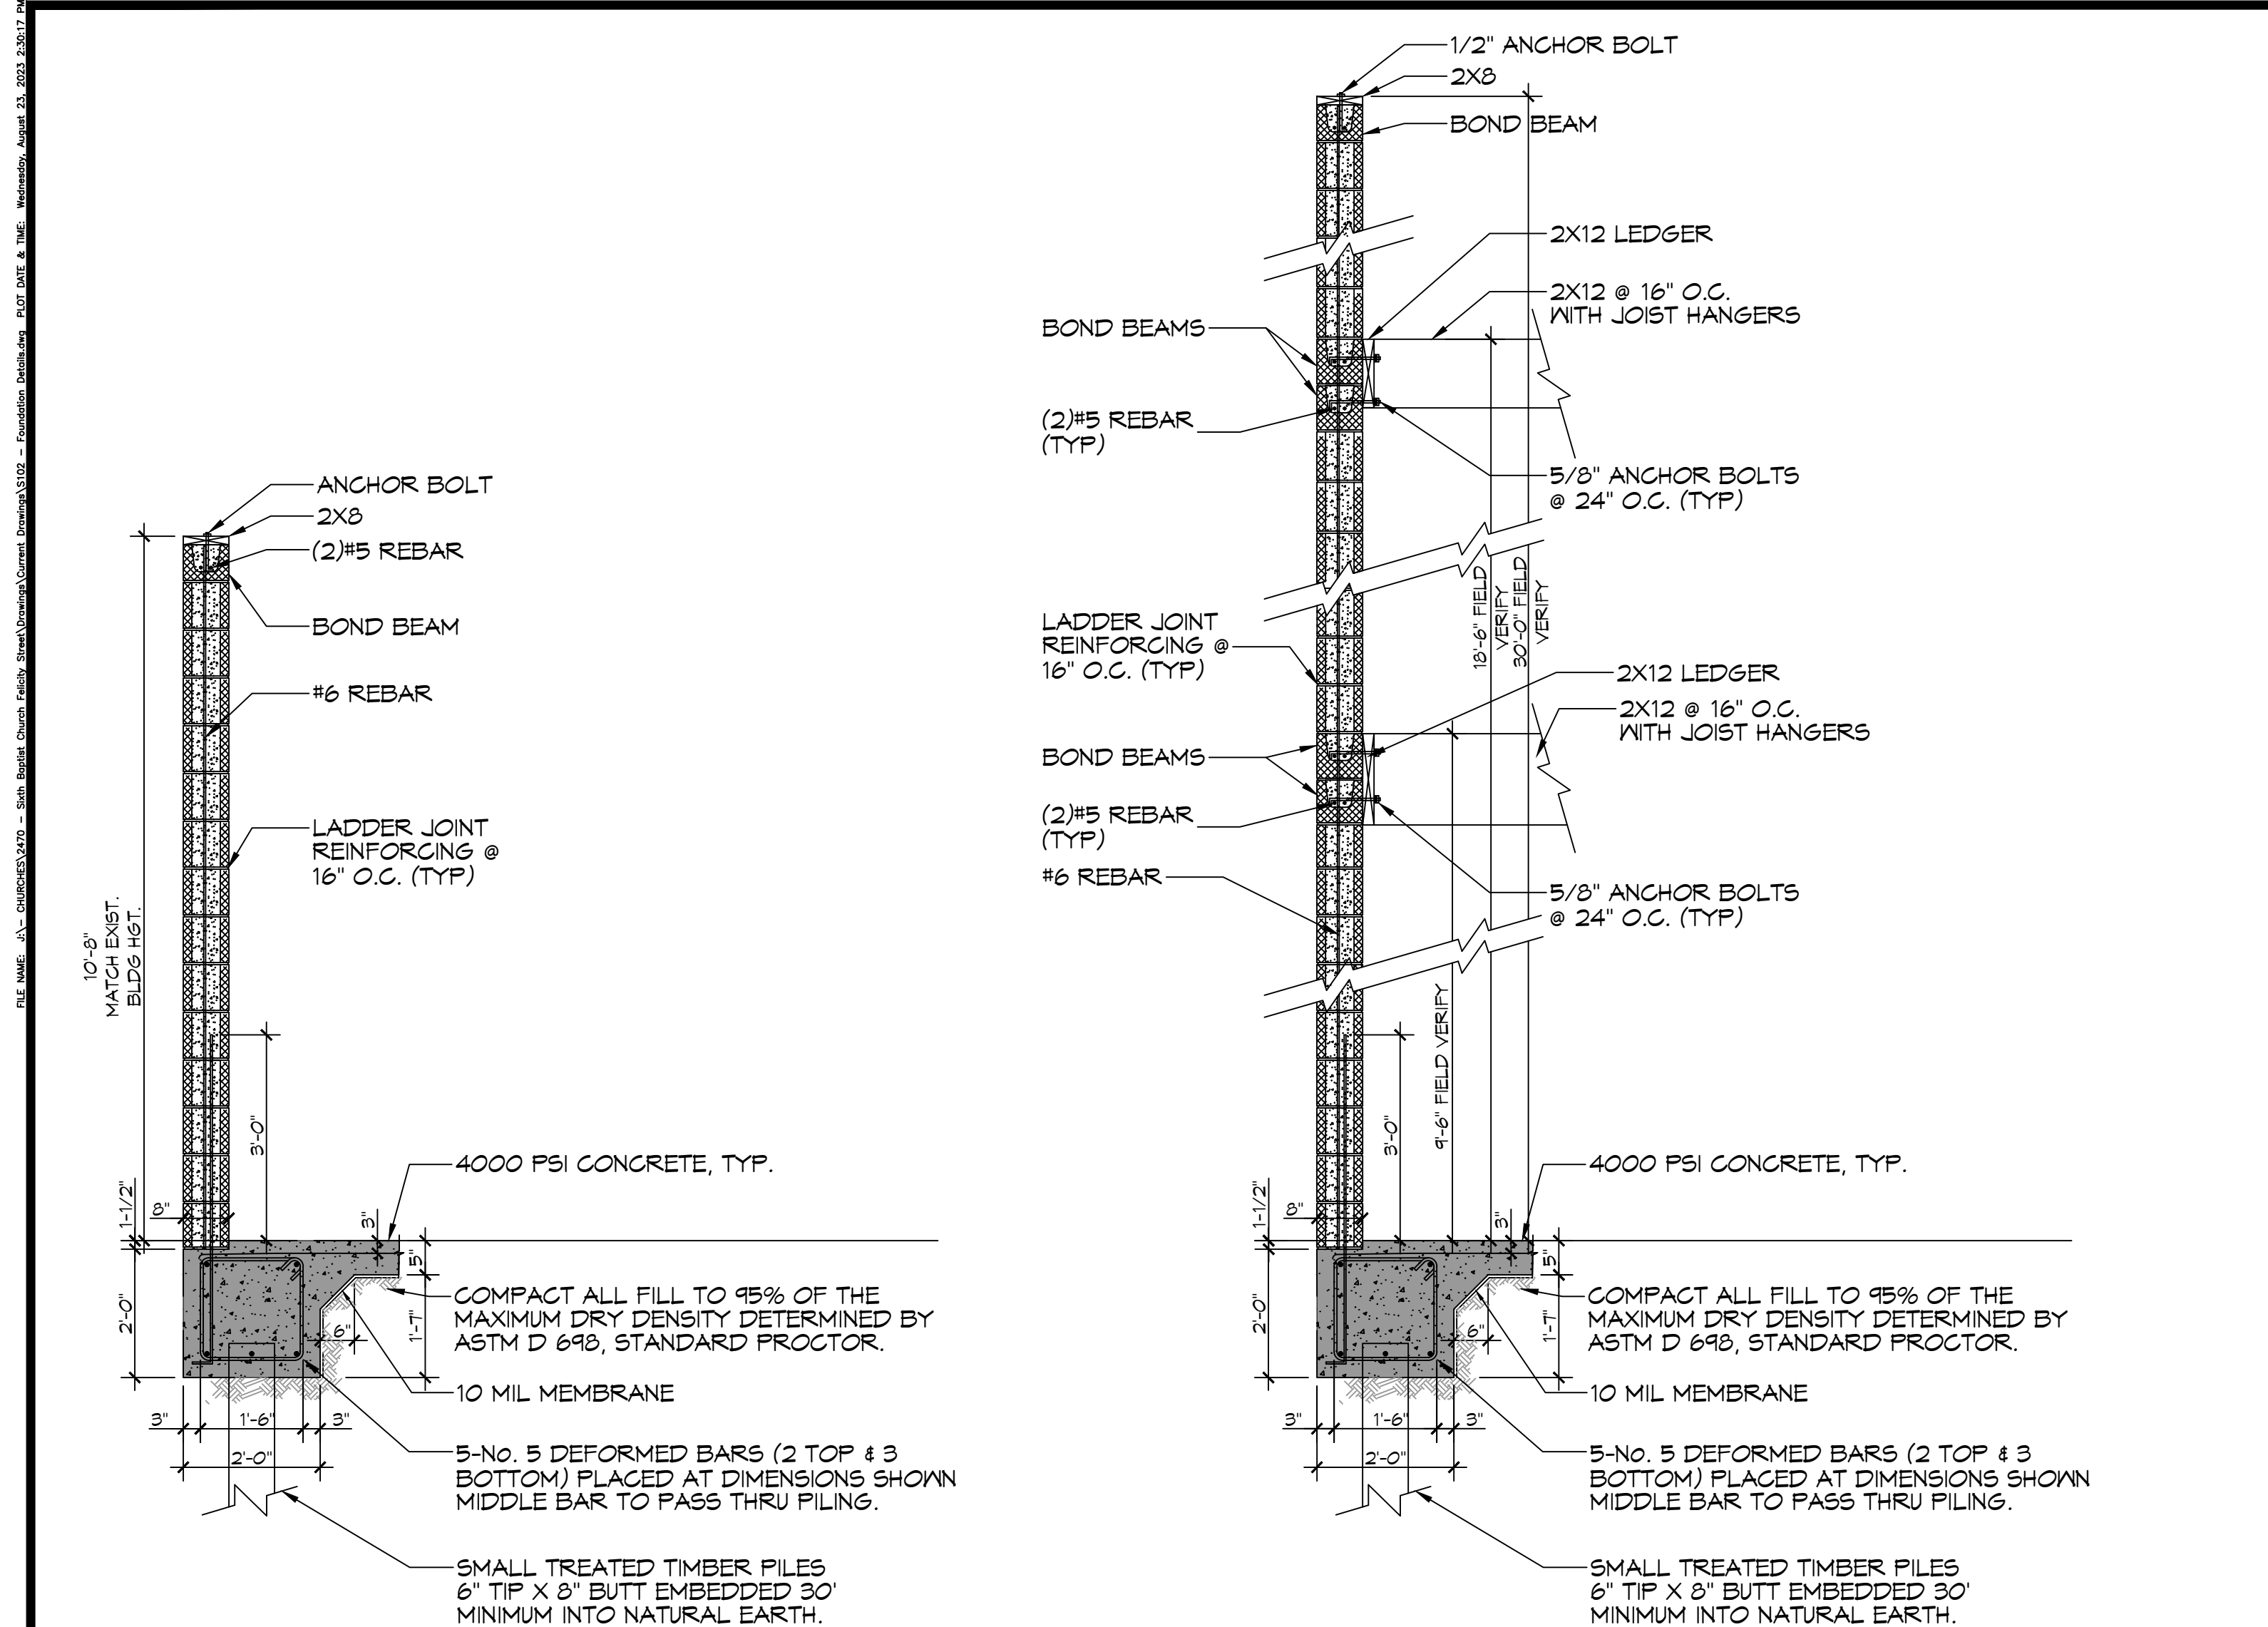 FILE NAME: J:\- CHURCHES\2470 - Sixth Baptist Church Felicity Street\Drawings\Current Drawings\S102 - Foundation Details.dwg PLOT DATE & TIME: Wednesday, August 23, 2023 2:30:17 PM
ANCHOR BOLT
2X8
(2)#5 REBAR
BOND BEAM
#6 REBAR
LADDER JOINT
REINFORCING @
16" O.C. (TYP)
10'-8"
MATCH EXIST.
BLDG HGT.
3'-0"
4000 PSI CONCRETE, TYP.
1-1/2"
8"
3"
5"
2'-0"
1'-7"
6"
COMPACT ALL FILL TO 95% OF THE
MAXIMUM DRY DENSITY DETERMINED BY
ASTM D 698, STANDARD PROCTOR.
10 MIL MEMBRANE
3"
1'-6"
3"
2'-0"
5-No. 5 DEFORMED BARS (2 TOP & 3
BOTTOM) PLACED AT DIMENSIONS SHOWN
MIDDLE BAR TO PASS THRU PILING.
SMALL TREATED TIMBER PILES
6" TIP X 8" BUTT EMBEDDED 30'
MINIMUM INTO NATURAL EARTH.
1/2" ANCHOR BOLT
2X8
BOND BEAM
2X12 LEDGER
2X12 @ 16" O.C.
WITH JOIST HANGERS
BOND BEAMS
(2)#5 REBAR
(TYP)
5/8" ANCHOR BOLTS
@ 24" O.C. (TYP)
18'-6" FIELD
VERIFY
30'-0" FIELD
VERIFY
LADDER JOINT
REINFORCING @
16" O.C. (TYP)
2X12 LEDGER
2X12 @ 16" O.C.
WITH JOIST HANGERS
BOND BEAMS
(2)#5 REBAR
(TYP)
#6 REBAR
5/8" ANCHOR BOLTS
@ 24" O.C. (TYP)
9'-6" FIELD VERIFY
3'-0"
4000 PSI CONCRETE, TYP.
1-1/2"
8"
3"
5"
2'-0"
1'-7"
6"
COMPACT ALL FILL TO 95% OF THE
MAXIMUM DRY DENSITY DETERMINED BY
ASTM D 698, STANDARD PROCTOR.
10 MIL MEMBRANE
3"
1'-6"
3"
2'-0"
5-No. 5 DEFORMED BARS (2 TOP & 3
BOTTOM) PLACED AT DIMENSIONS SHOWN
MIDDLE BAR TO PASS THRU PILING.
SMALL TREATED TIMBER PILES
6" TIP X 8" BUTT EMBEDDED 30'
MINIMUM INTO NATURAL EARTH.